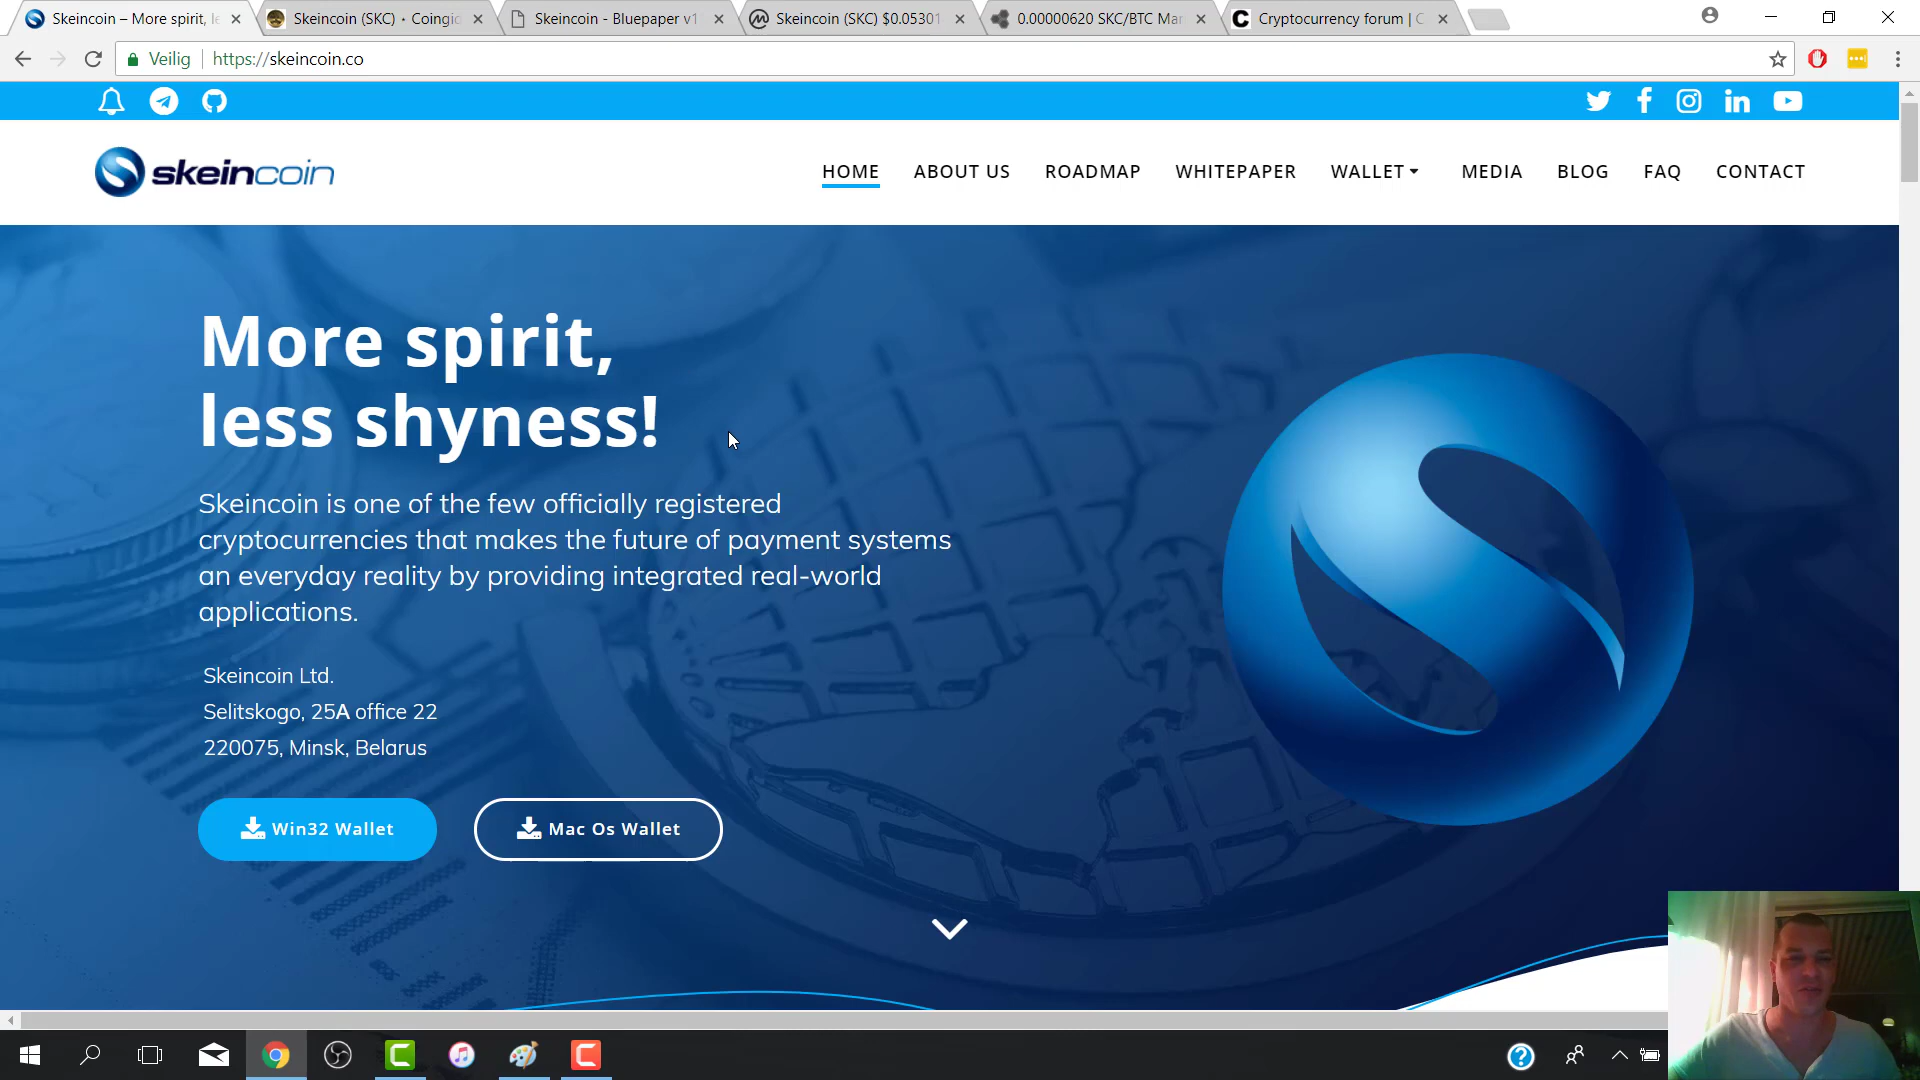 Skeincoin – More spirit, l
Skeincoin (SKC) • Coingi
Skeincoin - Bluepaper v1
Skeincoin (SKC) $0.05301
0.00000620 SKC/BTC Mar
Cryptocurrency forum | C
Veilig
https://skeincoin.co
skeincoin
HOME
ABOUT US
ROADMAP
WHITEPAPER
WALLET
MEDIA
BLOG
FAQ
CONTACT
More spirit,
less shyness!
Skeincoin is one of the few officially registered
cryptocurrencies that makes the future of payment systems
an everyday reality by providing integrated real-world
applications.
Skeincoin Ltd.
Selitskogo, 25A office 22
220075, Minsk, Belarus
Win32 Wallet
Mac Os Wallet